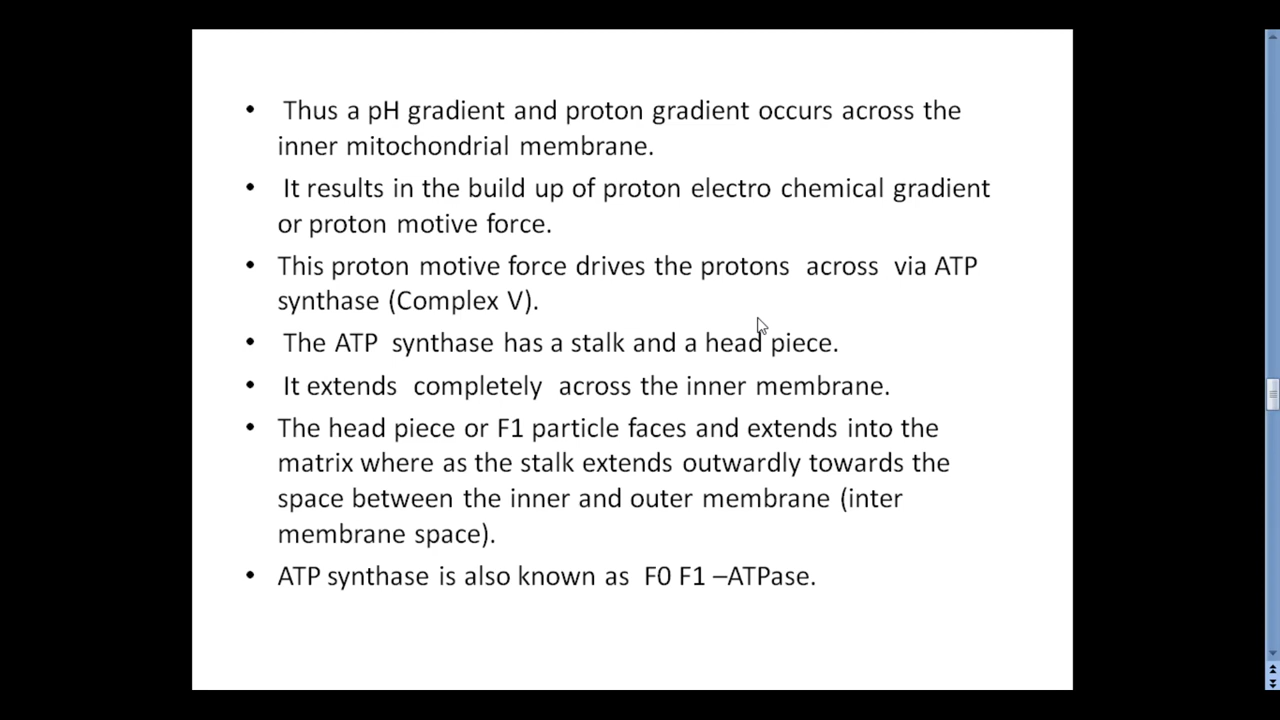 • Thus a pH gradient and proton gradient occurs across the
inner mitochondrial membrane.
• It results in the build up of proton electro chemical gradient
or proton motive force.
• This proton motive force drives the protons across via ATP
synthase (Complex V).
• The ATP synthase has a stalk and a head piece.
• It extends completely across the inner membrane.
• The head piece or F1 particle faces and extends into the
matrix where as the stalk extends outwardly towards the
space between the inner and outer membrane (inter
membrane space).
• ATP synthase is also known as F0 F1 –ATPase.